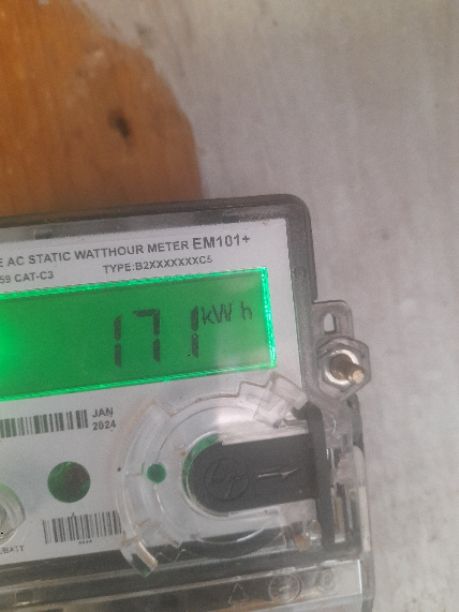 E AC STATIC WATTHOUR METER EM101+
59 CAT-C3 TYPE:B2XXXXXXXC5
171 kWh
JAN
2024